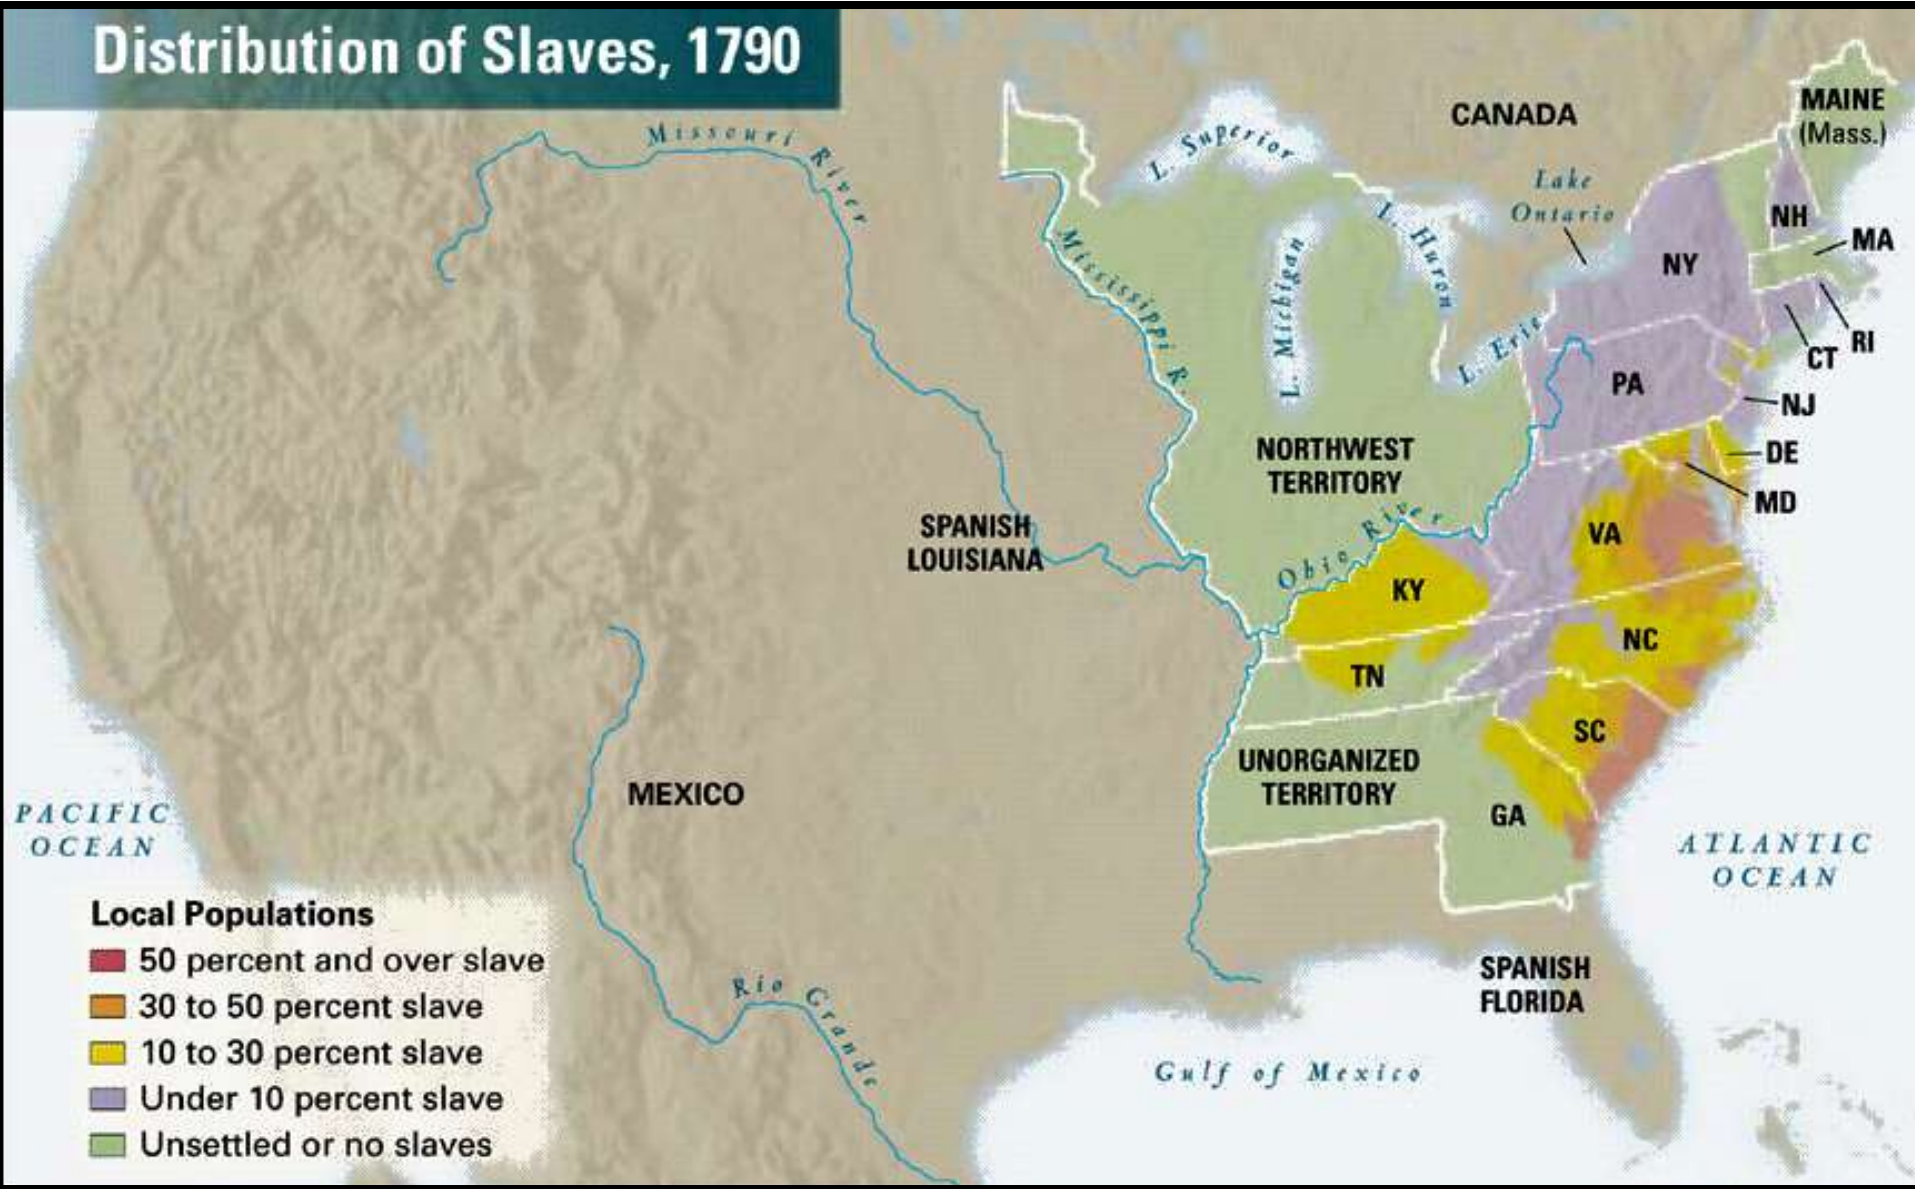 Distribution of Slaves, 1790
Missouri River
L. Superior
CANADA
MAINE
(Mass.)
Lake
Ontario
NH
MA
Mississippi R.
L. Michigan
L. Huron
NY
L. Erie
RI
CT
PA
NJ
NORTHWEST
TERRITORY
DE
MD
SPANISH
LOUISIANA
Ohio River
VA
KY
NC
TN
SC
UNORGANIZED
TERRITORY
MEXICO
GA
PACIFIC
OCEAN
ATLANTIC
OCEAN
Rio Grande
SPANISH
FLORIDA
Gulf of Mexico
Local Populations
50 percent and over slave
30 to 50 percent slave
10 to 30 percent slave
Under 10 percent slave
Unsettled or no slaves